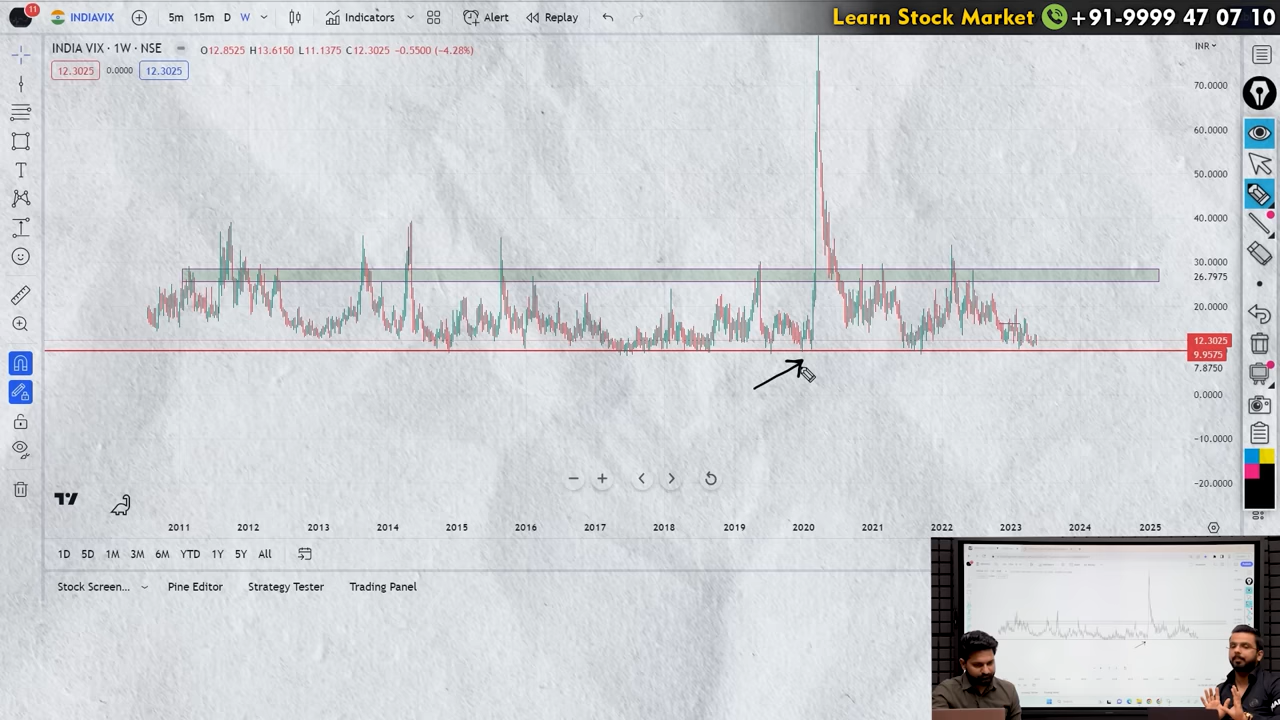 11
INDIAVIX
5m 15m D W
Indicators
Alert
Replay
Learn Stock Market +91-9999 47 07 10
INDIA VIX · 1W · NSE
O12.8525 H13.6150 L11.1375 C12.3025 −0.5500 (−4.28%)
INR
12.3025 0.0000 12.3025
70.0000
60.0000
50.0000
40.0000
30.0000
26.7975
20.0000
12.3025
9.9575
7.8750
0.0000
−10.0000
−20.0000
2011 2012 2013 2014 2015 2016 2017 2018 2019 2020 2021 2022 2023 2024 2025
1D 5D 1M 3M 6M YTD 1Y 5Y All
Stock Screen... Pine Editor Strategy Tester Trading Panel